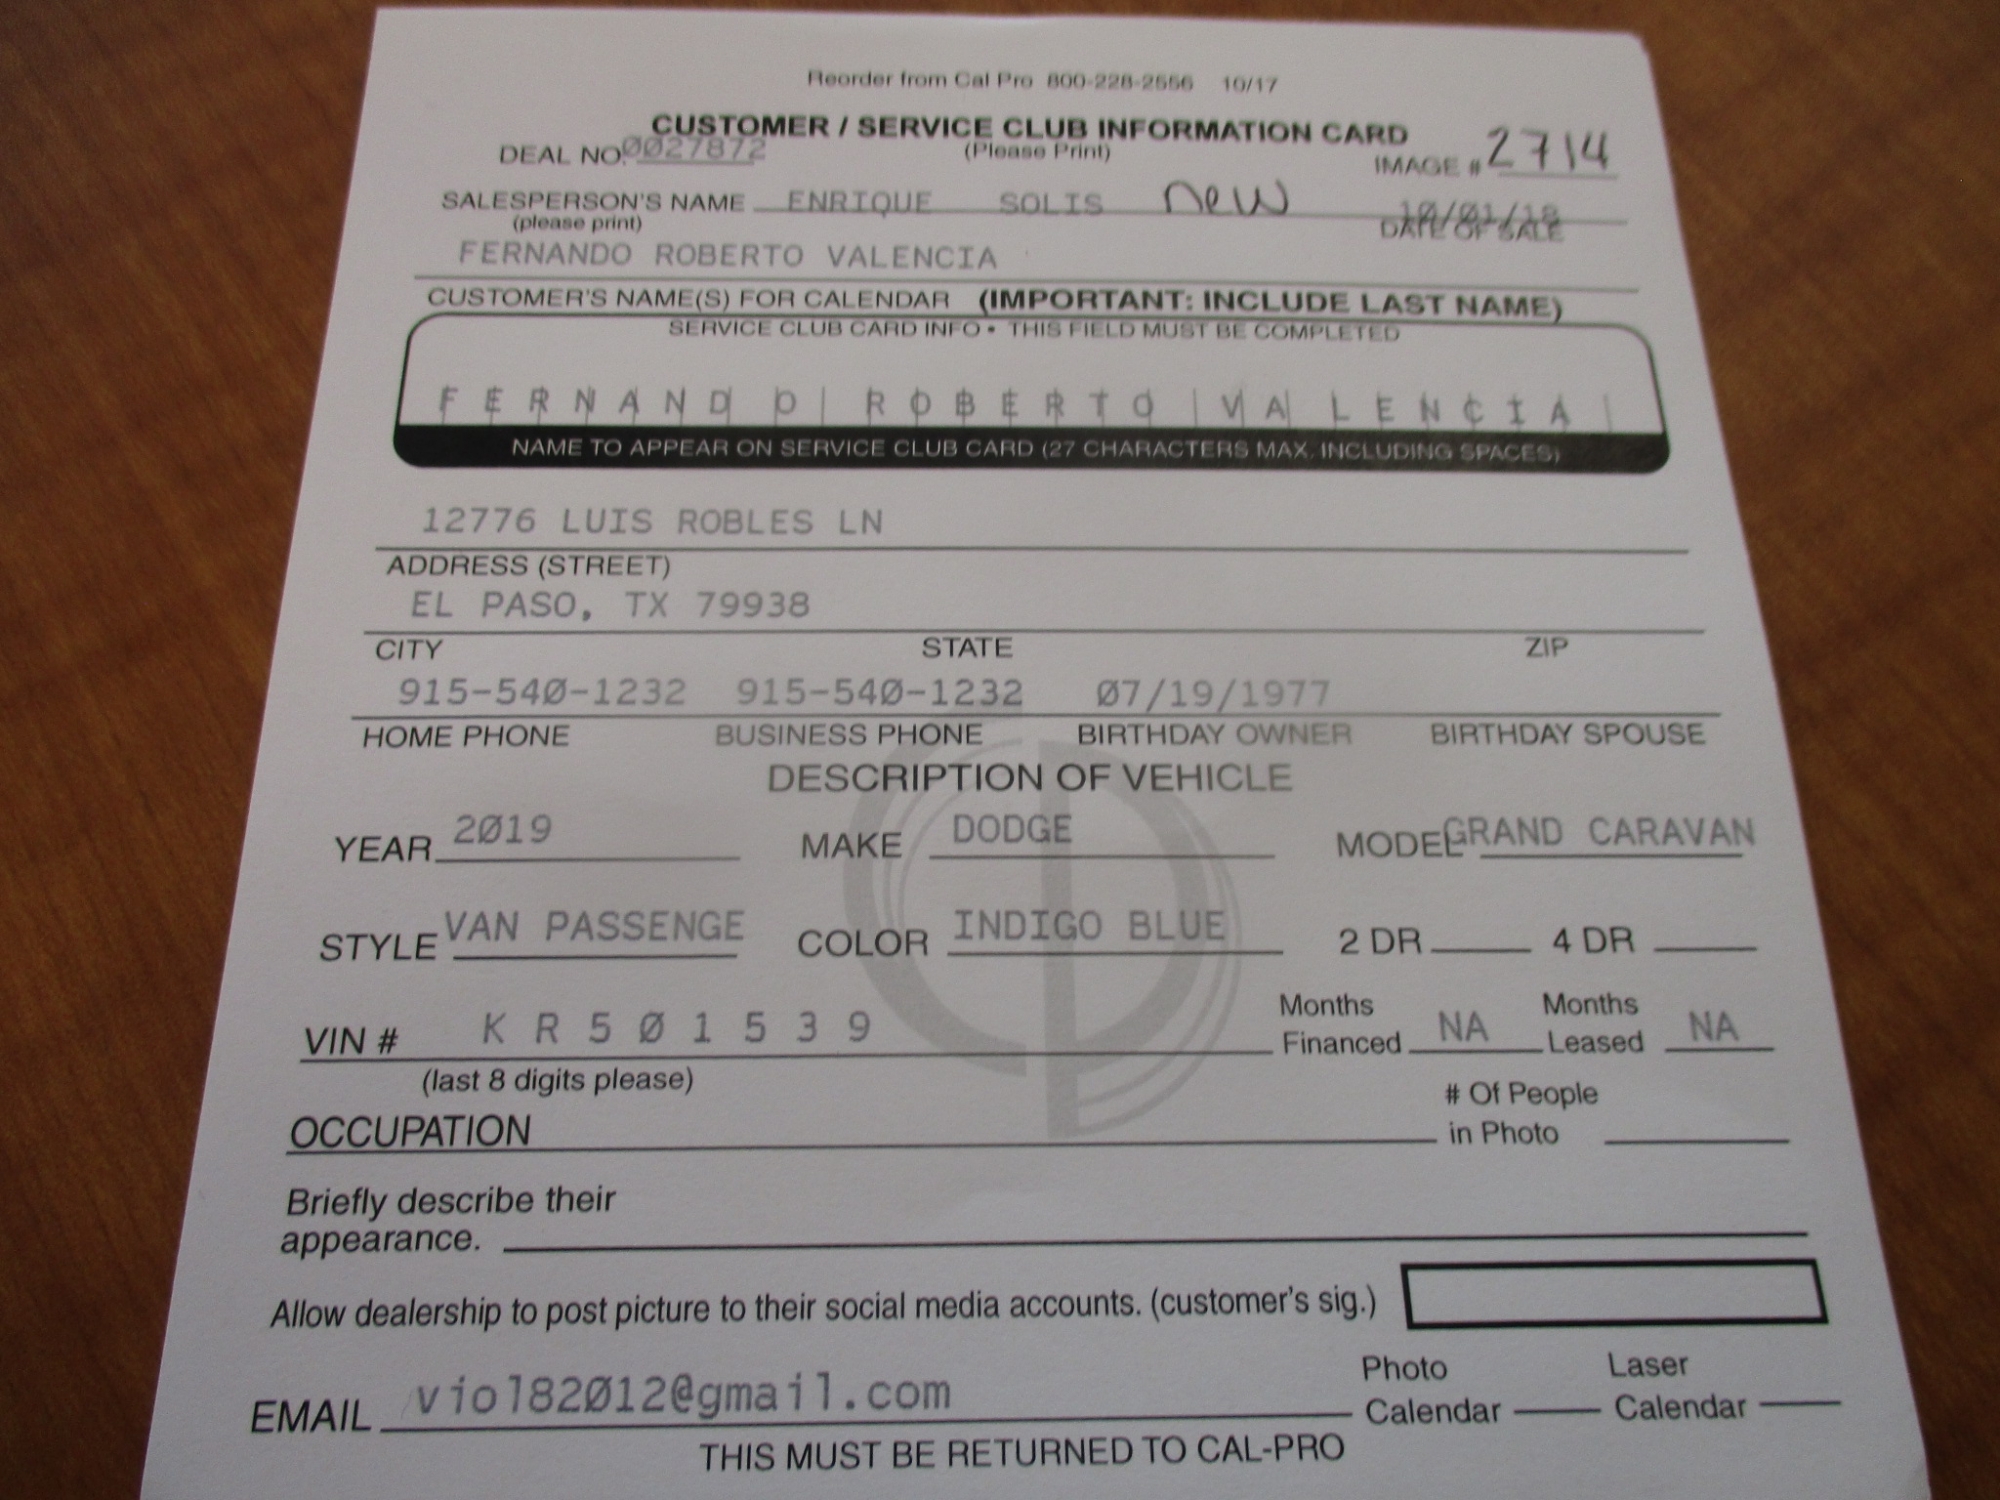 Reorder from Cal Pro 800-228-2556 10/17
CUSTOMER / SERVICE CLUB INFORMATION CARD
DEAL NO. 0027872 (Please Print) IMAGE # 2714
SALESPERSON'S NAME ENRIQUE SOLIS new 10/01/18
(please print) DATE OF SALE
FERNANDO ROBERTO VALENCIA
CUSTOMER'S NAME(S) FOR CALENDAR (IMPORTANT: INCLUDE LAST NAME)
SERVICE CLUB CARD INFO • THIS FIELD MUST BE COMPLETED
FERNANDO ROBERTO VALENCIA
NAME TO APPEAR ON SERVICE CLUB CARD (27 CHARACTERS MAX. INCLUDING SPACES)
12776 LUIS ROBLES LN
ADDRESS (STREET)
EL PASO, TX 79938
CITY STATE ZIP
915-540-1232 915-540-1232 07/19/1977
HOME PHONE BUSINESS PHONE BIRTHDAY OWNER BIRTHDAY SPOUSE
DESCRIPTION OF VEHICLE
YEAR 2019 MAKE DODGE MODEL GRAND CARAVAN
STYLE VAN PASSENGE COLOR INDIGO BLUE 2 DR 4 DR
Months Months
VIN # K R 5 0 1 5 3 9 Financed NA Leased NA
(last 8 digits please)
# Of People
OCCUPATION in Photo
Briefly describe their
appearance.
Allow dealership to post picture to their social media accounts. (customer's sig.)
Photo Laser
EMAIL viol82012@gmail.com Calendar Calendar
THIS MUST BE RETURNED TO CAL-PRO